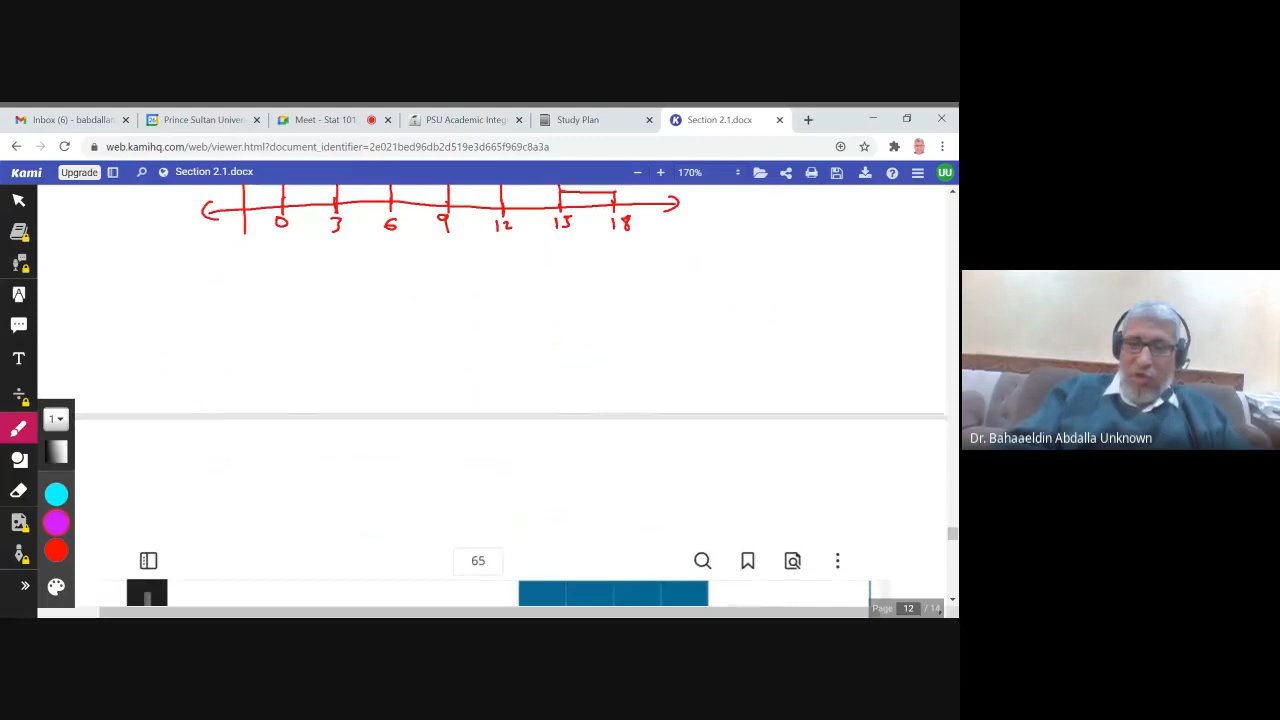 Inbox (6) - babdallah
Prince Sultan Univer
Meet - Stat 101
PSU Academic Integ
Study Plan
Section 2.1.docx
web.kamihq.com/web/viewer.html?document_identifier=2e021bed96db2d519e3d665f969c8a3a
Kami
Upgrade
Section 2.1.docx
170%
UU
0 3 6 9 12 15 18
1
T
65
Page 12 / 14
Dr. Bahaaeldin Abdalla Unknown